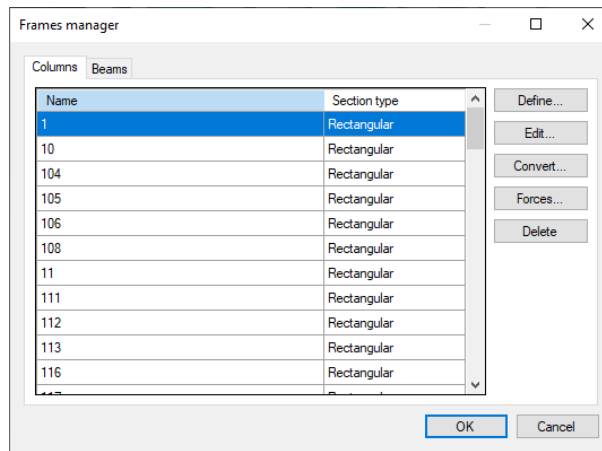 Frames manager
Columns Beams
Name Section type
1 Rectangular
10 Rectangular
104 Rectangular
105 Rectangular
106 Rectangular
108 Rectangular
11 Rectangular
111 Rectangular
112 Rectangular
113 Rectangular
116 Rectangular
Define...
Edit...
Convert...
Forces...
Delete
OK Cancel